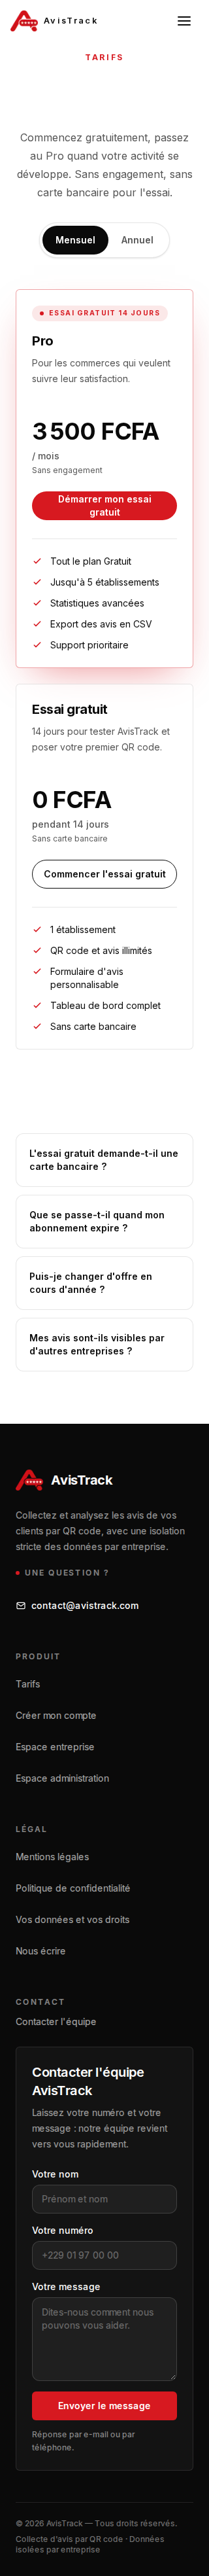 AvisTrack
TARIFS
Commencez gratuitement, passez
au Pro quand votre activité se
développe. Sans engagement, sans
carte bancaire pour l'essai.
Mensuel
Annuel
ESSAI GRATUIT 14 JOURS
Pro
Pour les commerces qui veulent
suivre leur satisfaction.
3 500 FCFA
/ mois
Sans engagement
Démarrer mon essai
gratuit
Tout le plan Gratuit
Jusqu'à 5 établissements
Statistiques avancées
Export des avis en CSV
Support prioritaire
Essai gratuit
14 jours pour tester AvisTrack et
poser votre premier QR code.
0 FCFA
pendant 14 jours
Sans carte bancaire
Commencer l'essai gratuit
1 établissement
QR code et avis illimités
Formulaire d'avis
personnalisable
Tableau de bord complet
Sans carte bancaire
L'essai gratuit demande-t-il une
carte bancaire ?
Que se passe-t-il quand mon
abonnement expire ?
Puis-je changer d'offre en
cours d'année ?
Mes avis sont-ils visibles par
d'autres entreprises ?
AvisTrack
Collectez et analysez les avis de vos
clients par QR code, avec une isolation
stricte des données par entreprise.
UNE QUESTION ?
contact@avistrack.com
PRODUIT
Tarifs
Créer mon compte
Espace entreprise
Espace administration
LÉGAL
Mentions légales
Politique de confidentialité
Vos données et vos droits
Nous écrire
CONTACT
Contacter l'équipe
Contacter l'équipe
AvisTrack
Laissez votre numéro et votre
message : notre équipe revient
vers vous rapidement.
Votre nom
Prénom et nom
Votre numéro
+229 01 97 00 00
Votre message
Dites-nous comment nous
pouvons vous aider.
Envoyer le message
Réponse par e-mail ou par
téléphone.
© 2026 AvisTrack — Tous droits réservés.
Collecte d'avis par QR code · Données
isolées par entreprise